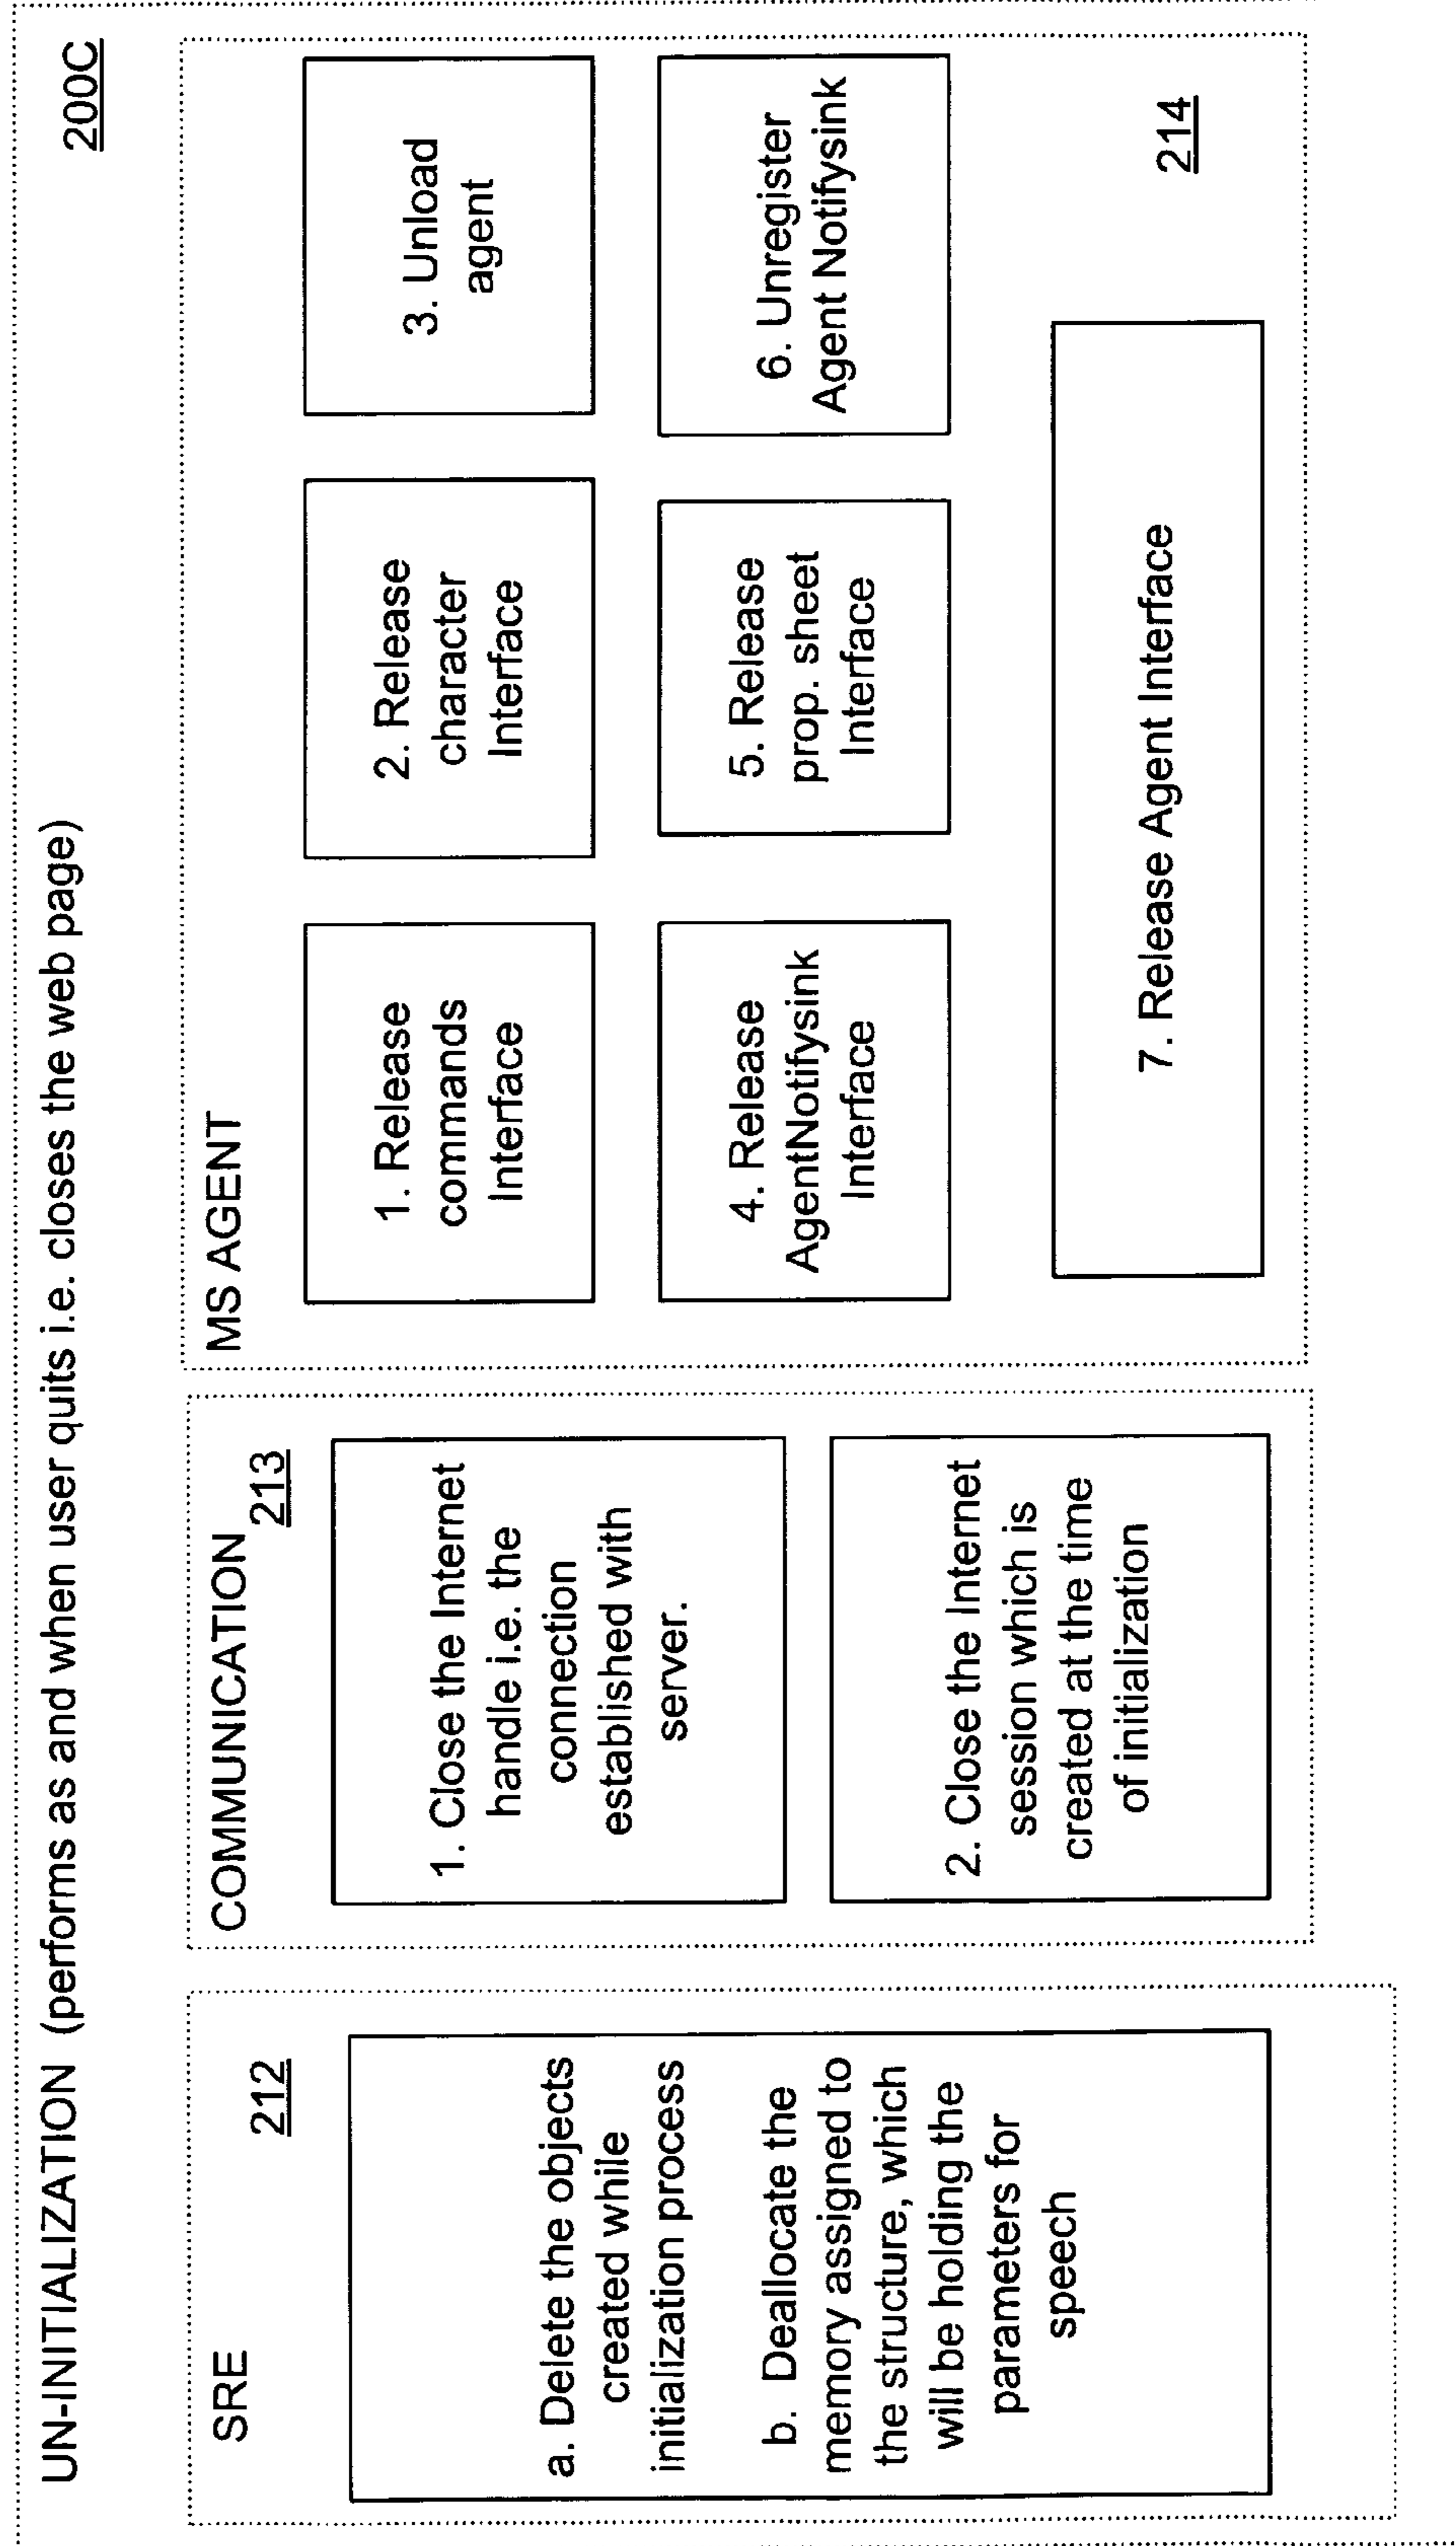 UN-INITIALIZATION (performs as and when user quits i.e. closes the web page)
200C
SRE
212
a. Delete the objects
created while
initialization process
b. Deallocate the
memory assigned to
the structure, which
will be holding the
parameters for
speech
COMMUNICATION
213
1. Close the Internet
handle i.e. the
connection
established with
server.
2. Close the Internet
session which is
created at the time
of initialization
MS AGENT
1. Release
commands
Interface
2. Release
character
Interface
3. Unload
agent
4. Release
AgentNotifysink
Interface
5. Release
prop. sheet
Interface
6. Unregister
Agent Notifysink
7. Release Agent Interface
214